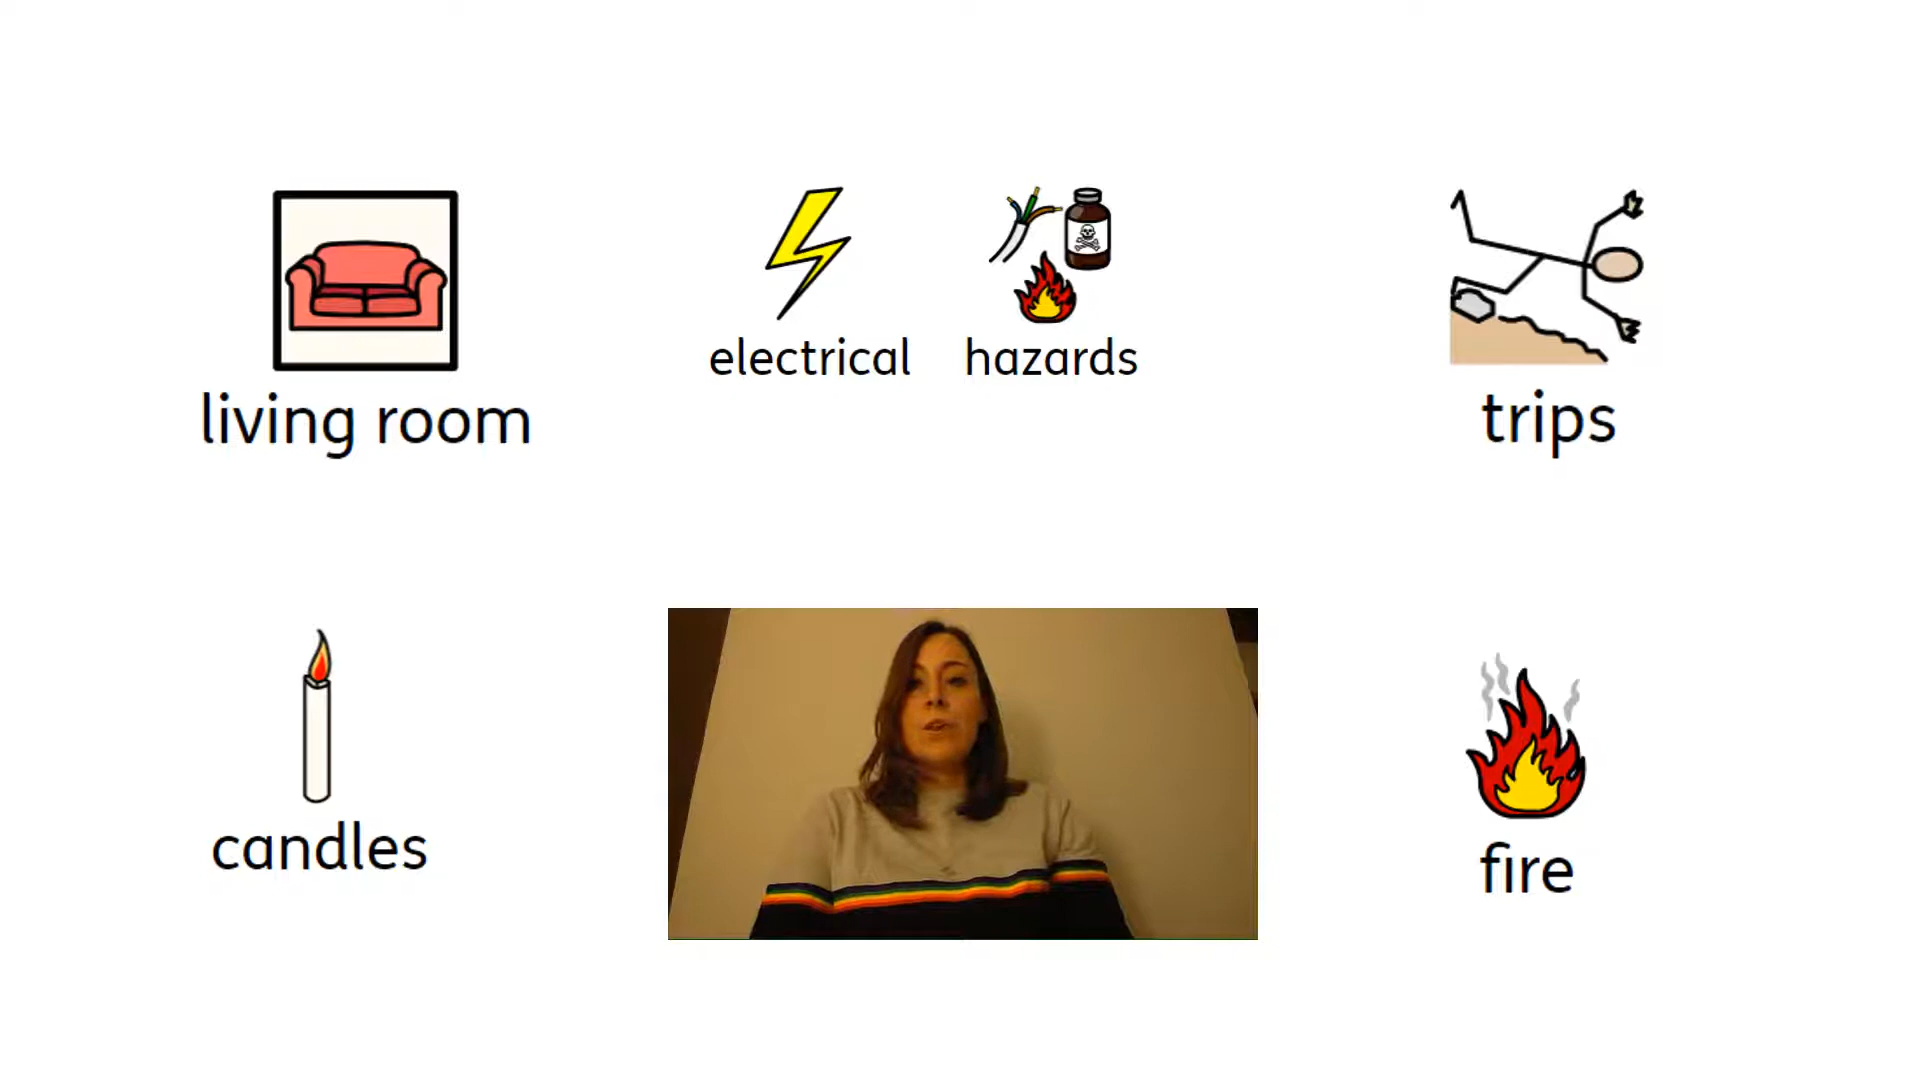 electrical hazards
living room
trips
candles
fire